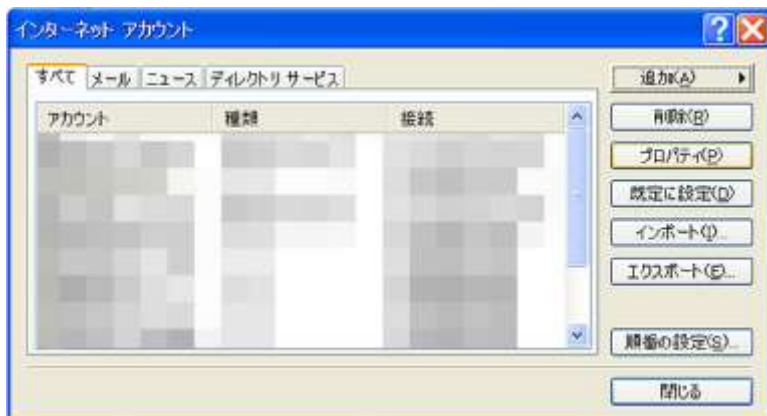 インターネット アカウント
すべて メール ニュース ディレクトリ サービス
アカウント 種類 接続
追加(A)
削除(R)
プロパティ(P)
既定に設定(D)
インポート(I)...
エクスポート(E)...
順番の設定(S)...
閉じる